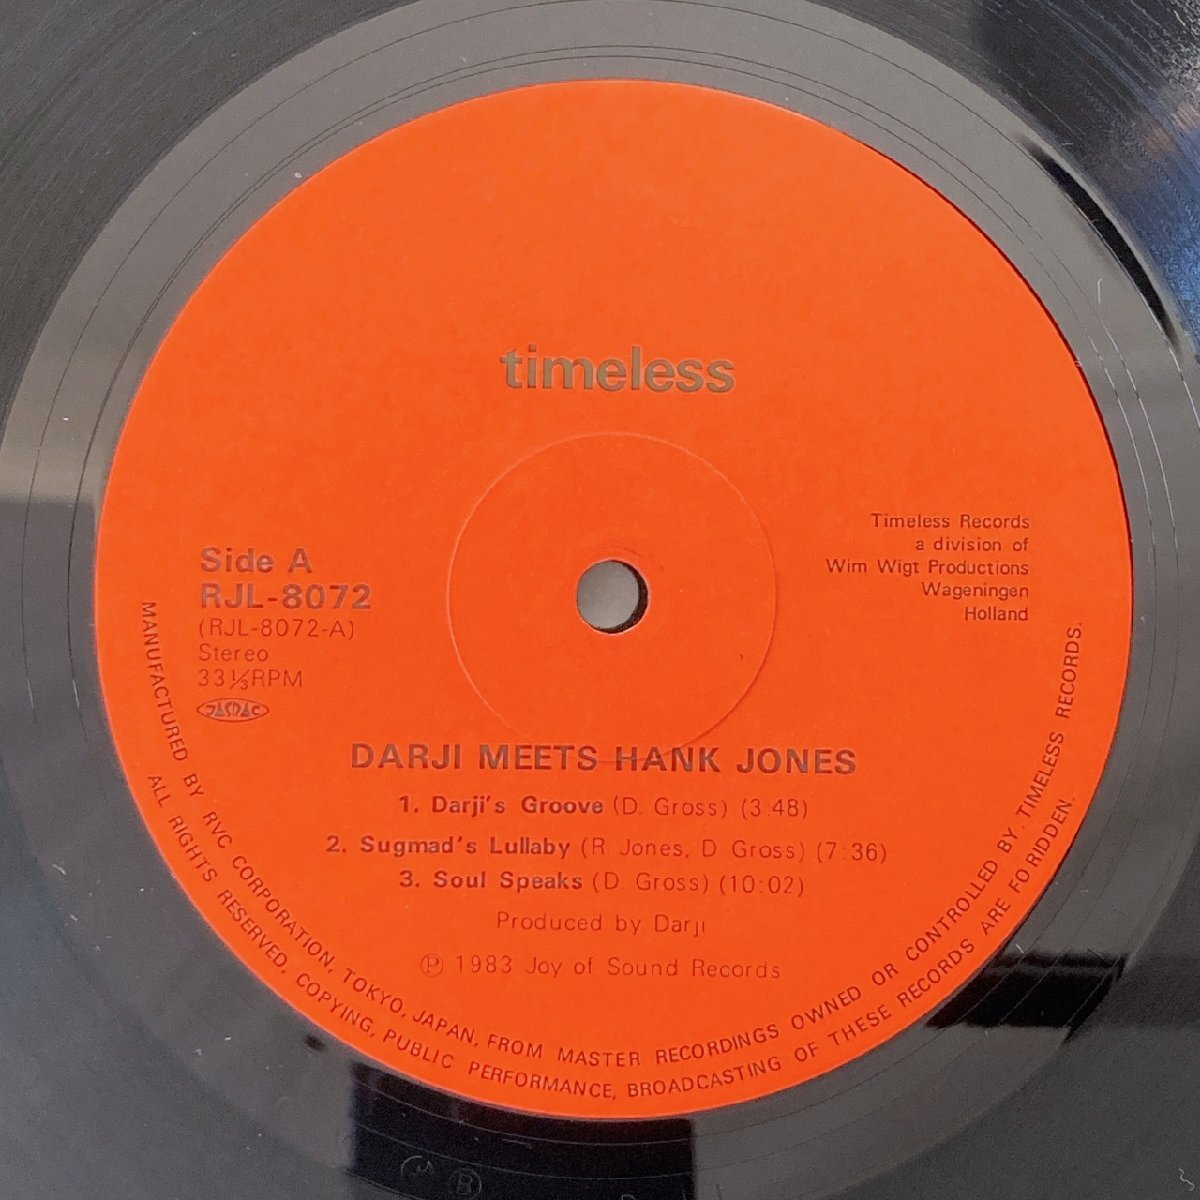 timeless
Timeless Records
a division of
Wim Wigt Productions
Wageningen
Holland
Side A
RJL-8072
(RJL-8072-A)
Stereo
33⅓RPM
JASRAC
DARJI MEETS HANK JONES
1. Darji's Groove (D. Gross) (3:48)
2. Sugmad's Lullaby (R. Jones, D. Gross) (7:36)
3. Soul Speaks (D. Gross) (10:02)
Produced by Darji
Ⓟ 1983 Joy of Sound Records
MANUFACTURED BY RVC CORPORATION, TOKYO, JAPAN, FROM MASTER RECORDINGS OWNED OR CONTROLLED BY. TIMELESS RECORDS.
ALL RIGHTS RESERVED, COPYING, PUBLIC PERFORMANCE, BROADCASTING OF THESE RECORDS ARE FO RIDDEN.